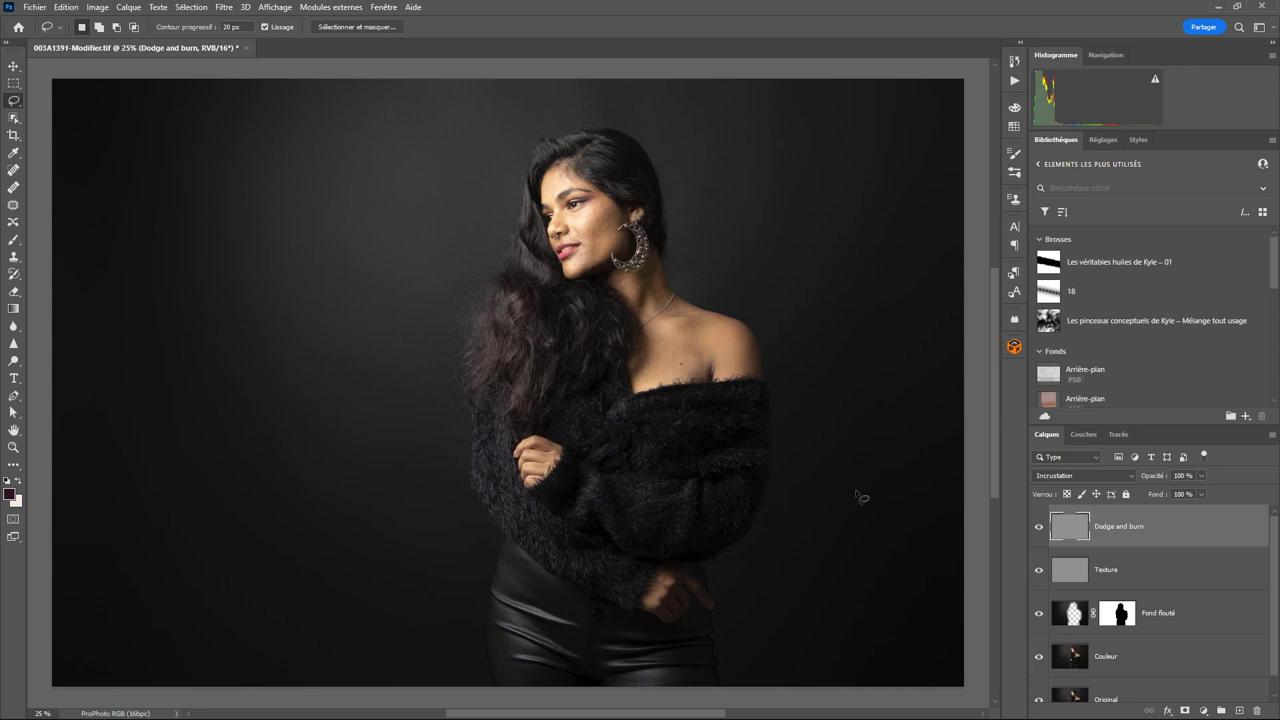 Ps Fichier Edition Image Calque Texte Sélection Filtre 3D Affichage Modules externes Fenêtre Aide
Contour progressif : 20 px Lissage Sélectionner et masquer... Partager
003A1391-Modifier.tif @ 25% (Dodge and burn, RVB/16*) *
Histogramme Navigation
Bibliothèques Réglages Styles
ELEMENTS LES PLUS UTILISÉS
Bibliothèque active
Brosses
Les véritables huiles de Kyle – 01
18
Les pinceaux conceptuels de Kyle – Mélange tout usage
Fonds
Arrière-plan
PSD
Arrière-plan
Calques Couches Tracés
Type
Incrustation Opacité : 100 %
Verrou : Fond : 100 %
Dodge and burn
Texture
Fond flouté
Couleur
Original
25 % ProPhoto RGB (16bpc)